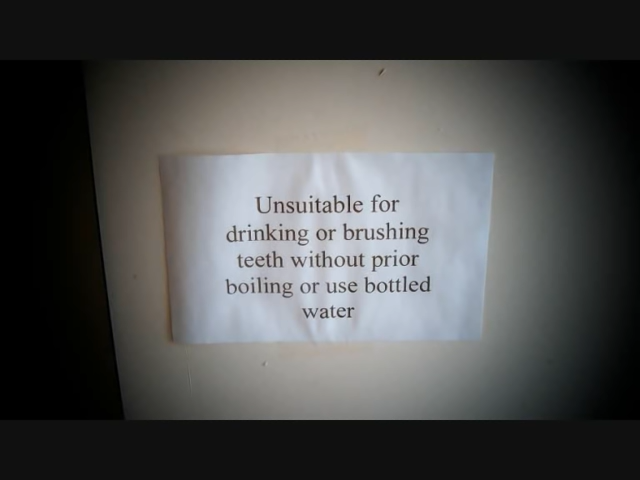 Unsuitable for
drinking or brushing
teeth without prior
boiling or use bottled
water